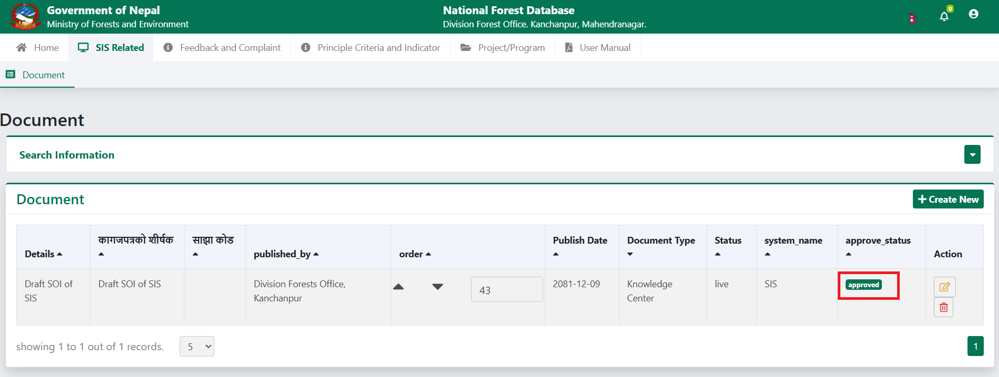 Government of Nepal
Ministry of Forests and Environment
National Forest Database
Division Forest Office. Kanchanpur, Mahendranagar.
0
Home
SIS Related
Feedback and Complaint
Principle Criteria and Indicator
Project/Program
User Manual
Document
Document
Search Information
Document
Create New
Details
कागजपत्रको शीर्षक
साझा कोड
published_by
order
Publish Date
Document Type
Status
system_name
approve_status
Action
Draft SOI of
SIS
Draft SOI of SIS
Division Forests Office,
Kanchanpur
43
2081-12-09
Knowledge
Center
live
SIS
approved
showing 1 to 1 out of 1 records.
5
1